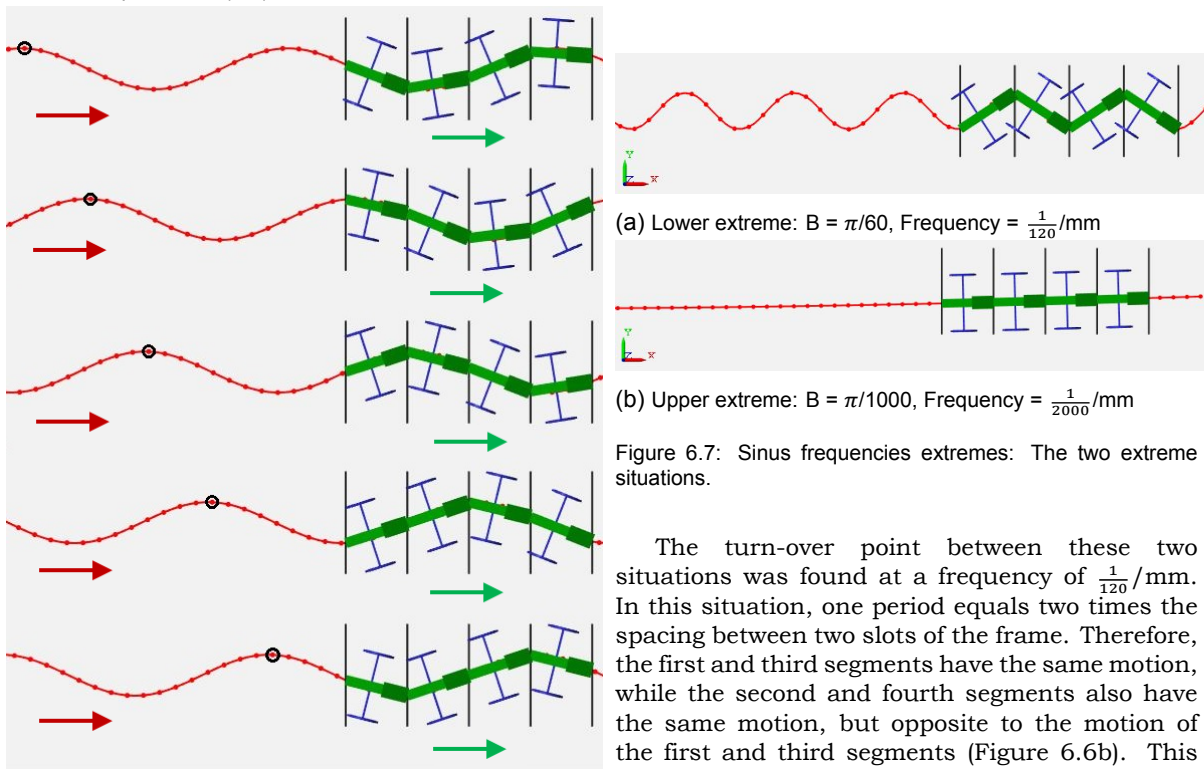 (a) Lower extreme: B = π/60, Frequency = 1/120 /mm
(b) Upper extreme: B = π/1000, Frequency = 1/2000 /mm
Figure 6.7: Sinus frequencies extremes: The two extreme
situations.
The turn-over point between these two
situations was found at a frequency of 1/120 /mm.
In this situation, one period equals two times the
spacing between two slots of the frame. Therefore,
the first and third segments have the same motion,
while the second and fourth segments also have
the same motion, but opposite to the motion of
the first and third segments (Figure 6.6b). This